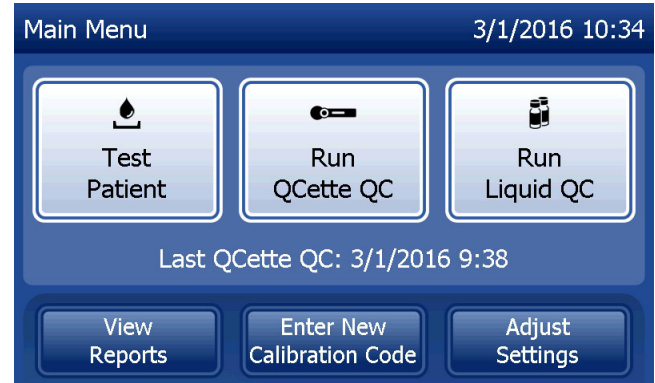 Main Menu 3/1/2016 10:34
Test Patient
Run QCette QC
Run Liquid QC
Last QCette QC: 3/1/2016 9:38
View Reports
Enter New Calibration Code
Adjust Settings